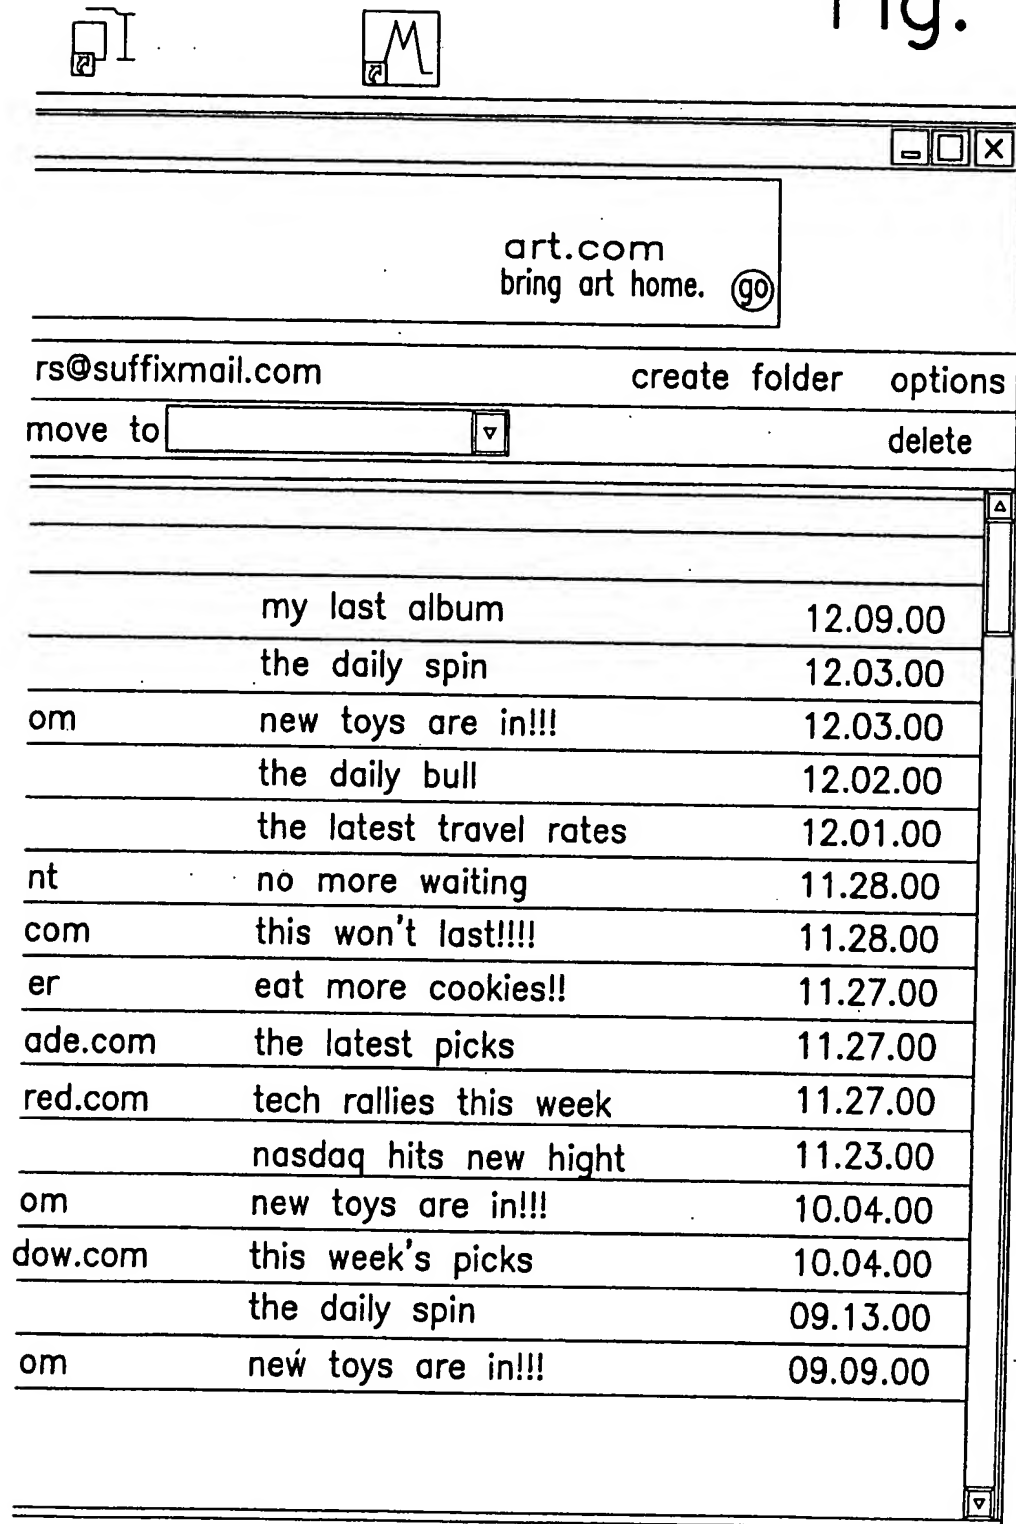 Fig.
M
art.com
bring art home. go
rs@suffixmail.com create folder options
move to delete
my last album 12.09.00
the daily spin 12.03.00
om new toys are in!!! 12.03.00
the daily bull 12.02.00
the latest travel rates 12.01.00
nt no more waiting 11.28.00
com this won't last!!!! 11.28.00
er eat more cookies!! 11.27.00
ade.com the latest picks 11.27.00
red.com tech rallies this week 11.27.00
nasdaq hits new hight 11.23.00
om new toys are in!!! 10.04.00
dow.com this week's picks 10.04.00
the daily spin 09.13.00
om new toys are in!!! 09.09.00